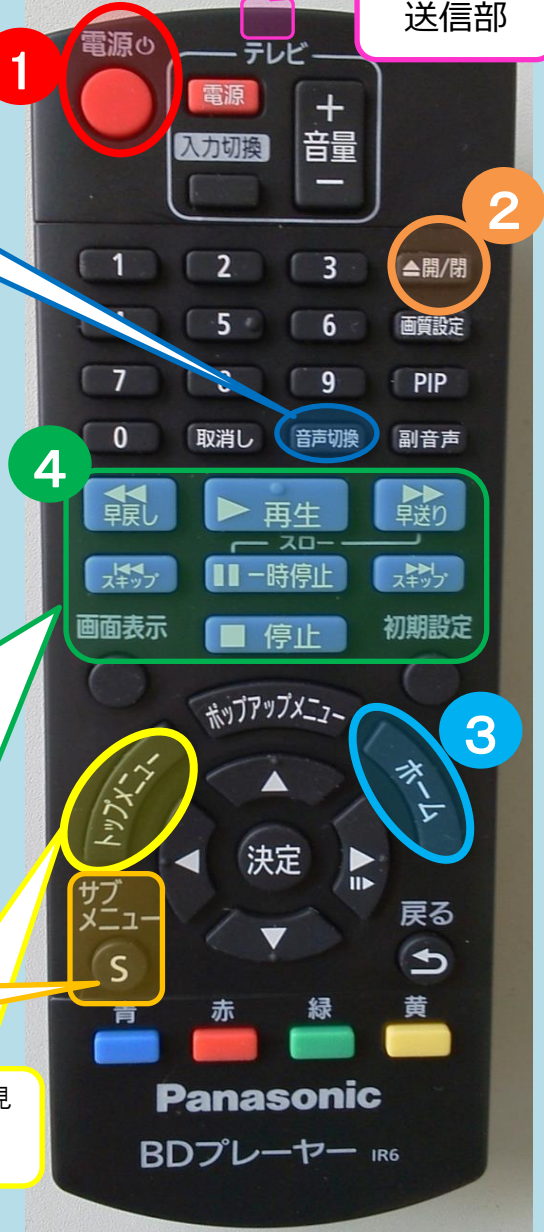 送信部
1
電源
テレビ
電源
+
音量
入力切換
-
2
1
2
3
開/閉
5
6
画質設定
7
9
PIP
0
取消し
音声切換
副音声
4
早戻し
再生
早送り
スロー
スキップ
一時停止
スキップ
画面表示
停止
初期設定
ポップアップメニュー
3
トップメニュー
ホーム
決定
サブ
メニュー
戻る
S
青
赤
緑
黄
見
Panasonic
BDプレーヤー IR6